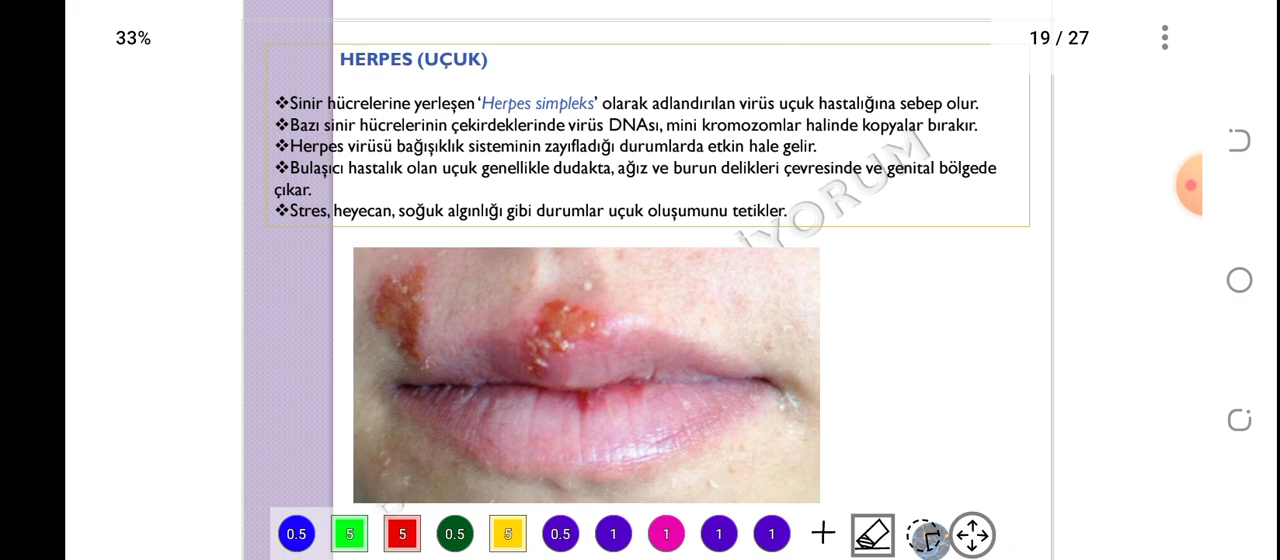 33%
19 / 27
HERPES (UÇUK)
❖Sinir hücrelerine yerleşen ‘Herpes simpleks’ olarak adlandırılan virüs uçuk hastalığına sebep olur.
❖Bazı sinir hücrelerinin çekirdeklerinde virüs DNAsı, mini kromozomlar halinde kopyalar bırakır.
❖Herpes virüsü bağışıklık sisteminin zayıfladığı durumlarda etkin hale gelir.
❖Bulaşıcı hastalık olan uçuk genellikle dudakta, ağız ve burun delikleri çevresinde ve genital bölgede
çıkar.
❖Stres, heyecan, soğuk algınlığı gibi durumlar uçuk oluşumunu tetikler.
İYORUM
0.5 5 5 0.5 5 0.5 1 1 1 1